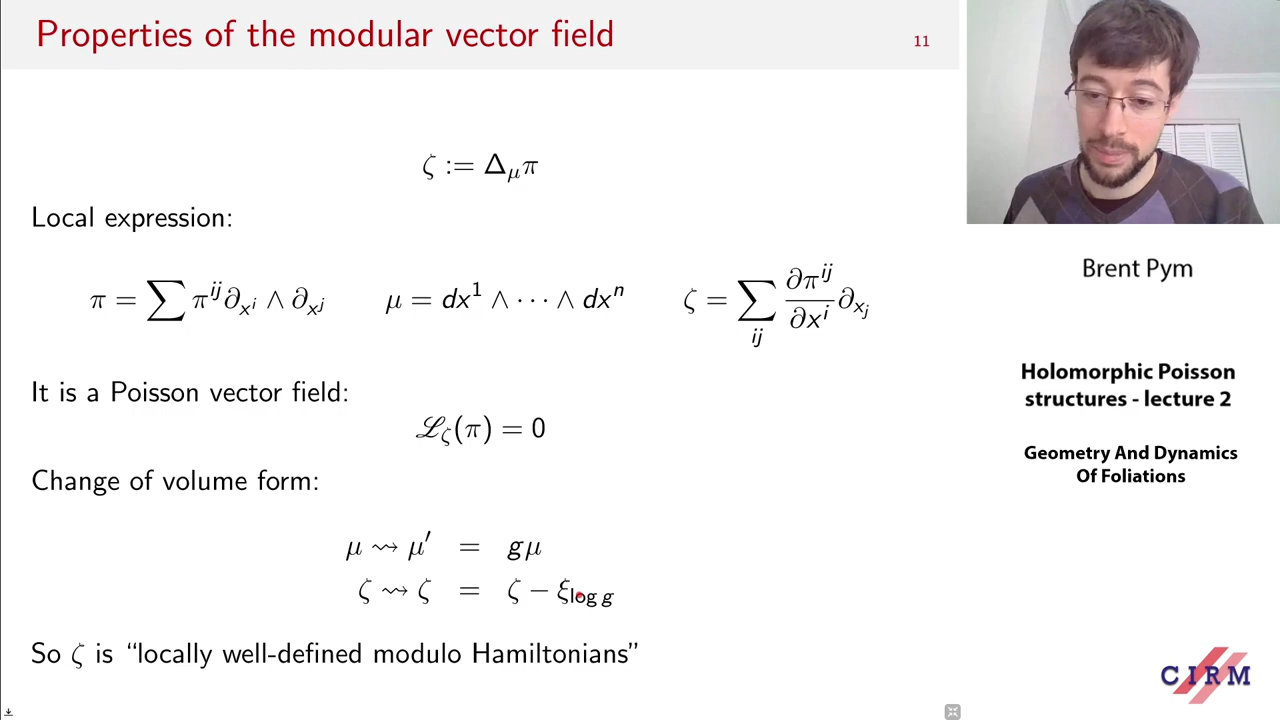 Properties of the modular vector field
11
ζ := Δ_μπ
Local expression:
π = ∑ π^{ij}∂_{x^i} ∧ ∂_{x^j} μ = dx^1 ∧ ··· ∧ dx^n ζ = ∑_{ij} ∂π^{ij}/∂x^i ∂_{x_j}
It is a Poisson vector field:
ℒ_ζ(π) = 0
Change of volume form:
μ ⇝ μ′ = gμ
ζ ⇝ ζ = ζ − ξ_{log g}
So ζ is “locally well-defined modulo Hamiltonians”
Brent Pym
Holomorphic Poisson
structures - lecture 2
Geometry And Dynamics
Of Foliations
CIRM